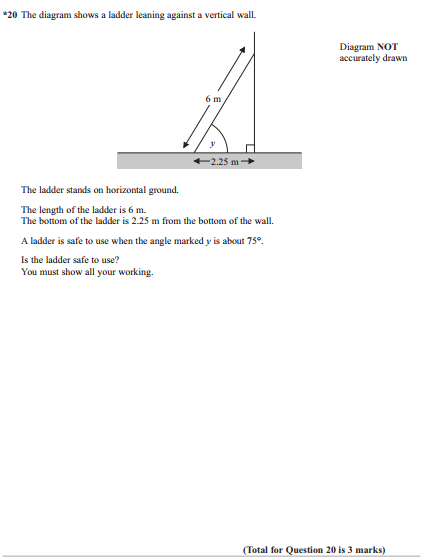 *20 The diagram shows a ladder leaning against a vertical wall.
Diagram NOT
accurately drawn
6 m
y
2.25 m
The ladder stands on horizontal ground.
The length of the ladder is 6 m.
The bottom of the ladder is 2.25 m from the bottom of the wall.
A ladder is safe to use when the angle marked y is about 75°.
Is the ladder safe to use?
You must show all your working.
(Total for Question 20 is 3 marks)